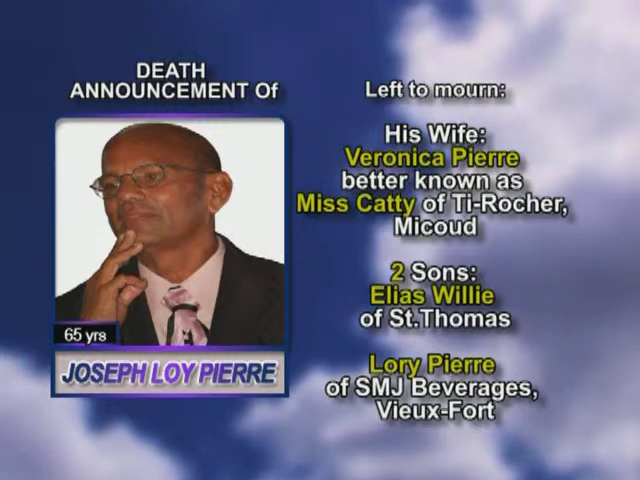 DEATH
ANNOUNCEMENT Of
65 yrs
JOSEPH LOY PIERRE
Left to mourn:
His Wife:
Veronica Pierre
better known as
Miss Catty of Ti-Rocher,
Micoud
2 Sons:
Elias Willie
of St.Thomas
Lory Pierre
of SMJ Beverages,
Vieux-Fort